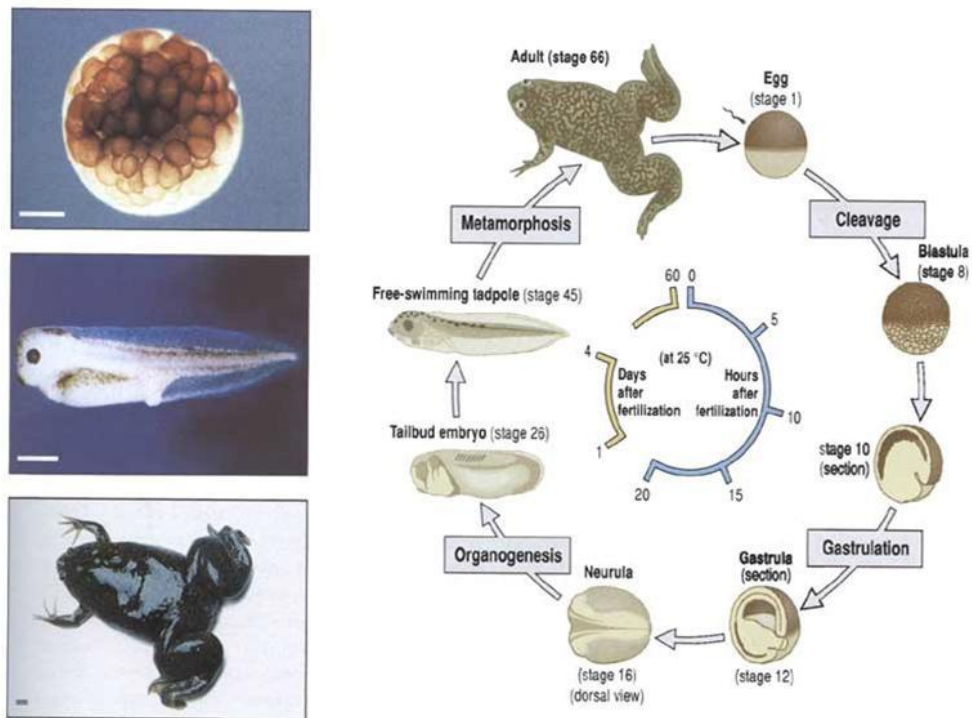 Adult (stage 66)
Egg
(stage 1)
Metamorphosis
Cleavage
Blastula
(stage 8)
Free-swimming tadpole (stage 45)
60 0
5
4
(at 25 °C)
Days
after
fertilization
Hours
after
fertilization
10
Tailbud embryo (stage 26)
1
20
15
stage 10
(section)
Organogenesis
Neurula
Gastrula
(section)
Gastrulation
(stage 16)
(dorsal view)
(stage 12)